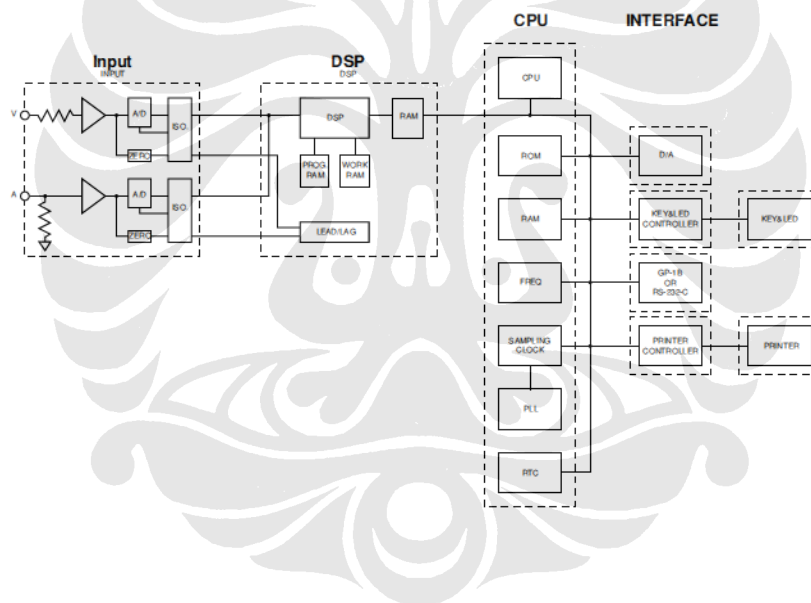 CPU
INTERFACE
Input
INPUT
DSP
DSP
V
A/D
ISO.
ZERO
A
A/D
ISO.
ZERO
DSP
RAM
PROG.
RAM
WORK
RAM
LEAD/LAG
CPU
ROM
RAM
FREQ
SAMPLING
CLOCK
PLL
RTC
D/A
KEY&LED
CONTROLLER
KEY&LED
GP-IB
OR
RS-232-C
PRINTER
CONTROLLER
PRINTER